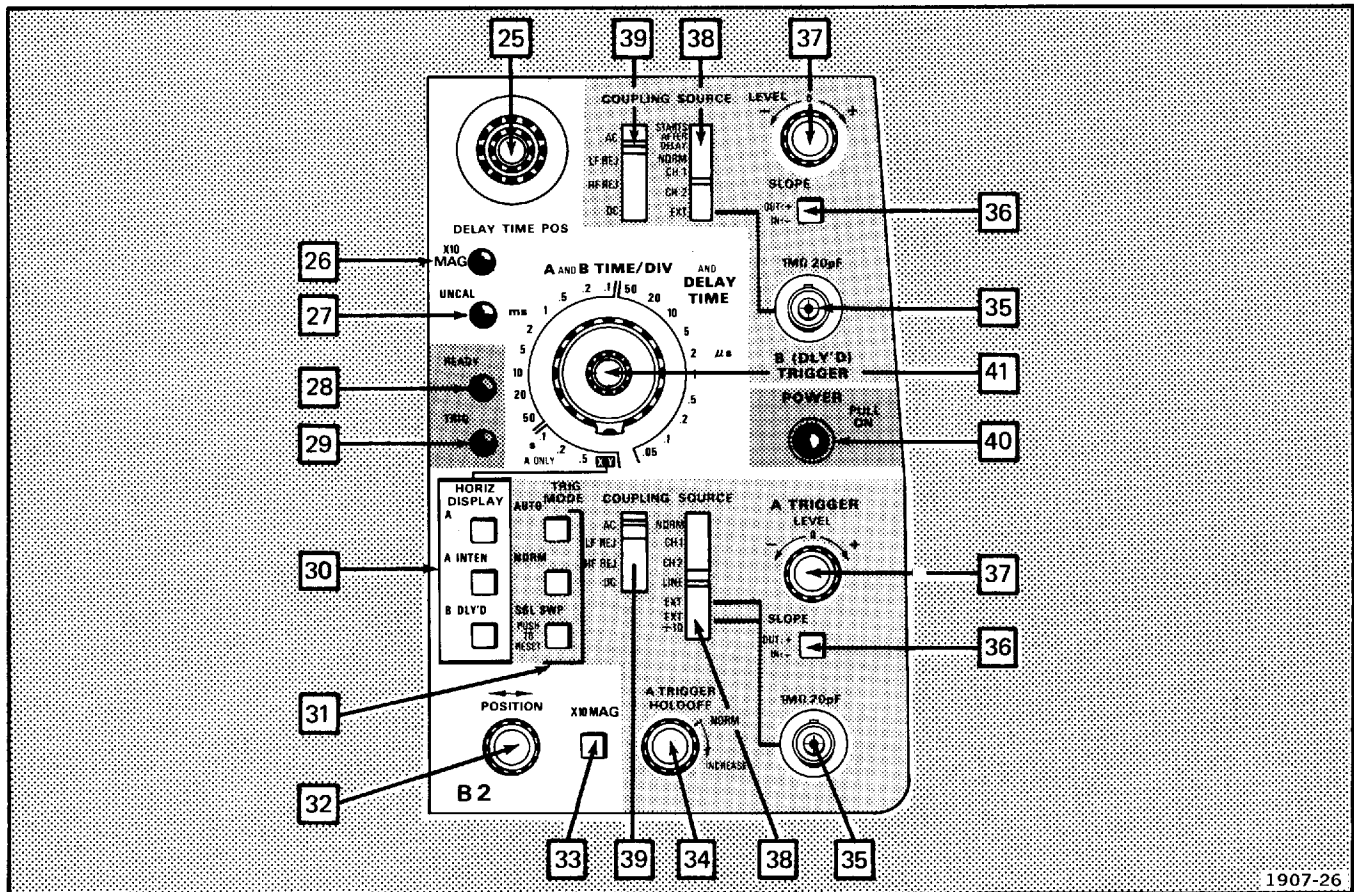 25
39
38
37
COUPLING SOURCE
LEVEL
0
- +
AC
LF REJ
HF REJ
DC
STARTS
AFTER
DELAY
NORM
CH 1
CH 2
EXT
SLOPE
OUT: +
IN: -
36
DELAY TIME POS
26
X10
MAG
27
UNCAL
A AND B TIME/DIV
AND
DELAY
TIME
1MΩ 20pF
35
ms
1
.5
.2
.1
50
20
10
5
2
μs
1
.5
.2
.1
.05
2
5
10
20
50
.1
s
.2
.5
A ONLY
X-Y
B (DLY'D)
TRIGGER
41
28
READY
29
TRIG
POWER
PULL
ON
40
HORIZ
DISPLAY
A
A INTEN
B DLY'D
30
TRIG
MODE
AUTO
NORM
SGL SWP
PUSH
TO
RESET
31
COUPLING SOURCE
AC
LF REJ
HF REJ
DC
NORM
CH 1
CH 2
LINE
EXT
EXT
÷10
A TRIGGER
LEVEL
0
- +
37
SLOPE
OUT: +
IN: -
36
POSITION
32
X10 MAG
A TRIGGER
HOLDOFF
NORM
INCREASE
1MΩ 20pF
B2
33
39
34
38
35
1907-26